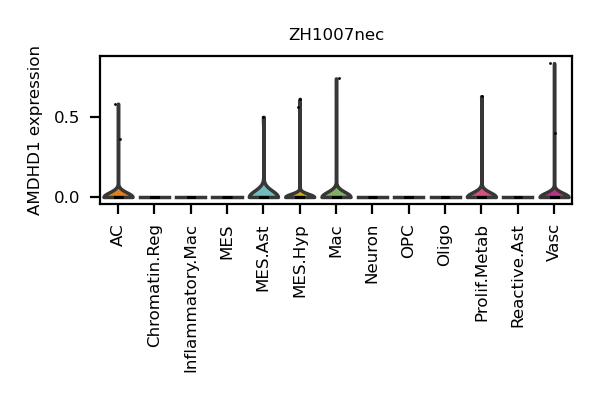 ZH1007nec
AMDHD1 expression
0.5
0.0
AC
Chromatin.Reg
Inflammatory.Mac
MES
MES.Ast
MES.Hyp
Mac
Neuron
OPC
Oligo
Prolif.Metab
Reactive.Ast
Vasc